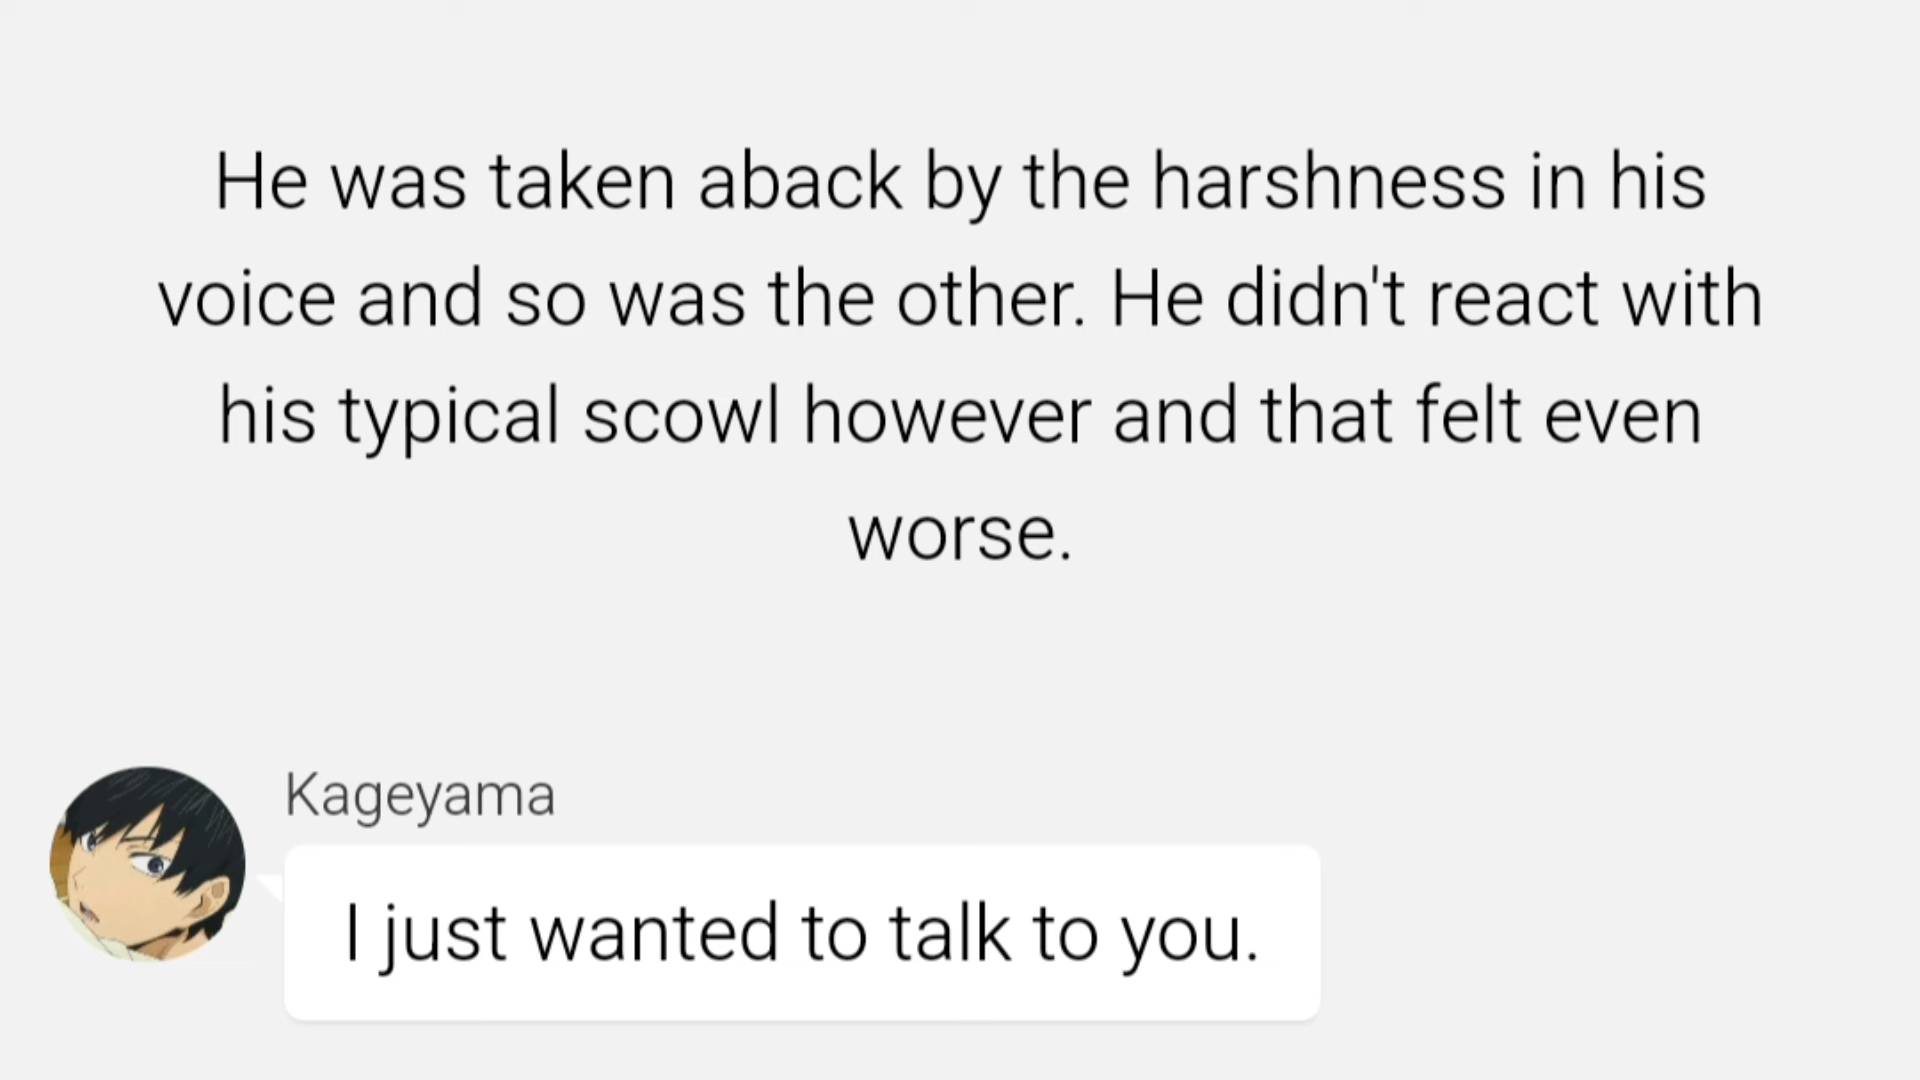 He was taken aback by the harshness in his
voice and so was the other. He didn't react with
his typical scowl however and that felt even
worse.
Kageyama
I just wanted to talk to you.